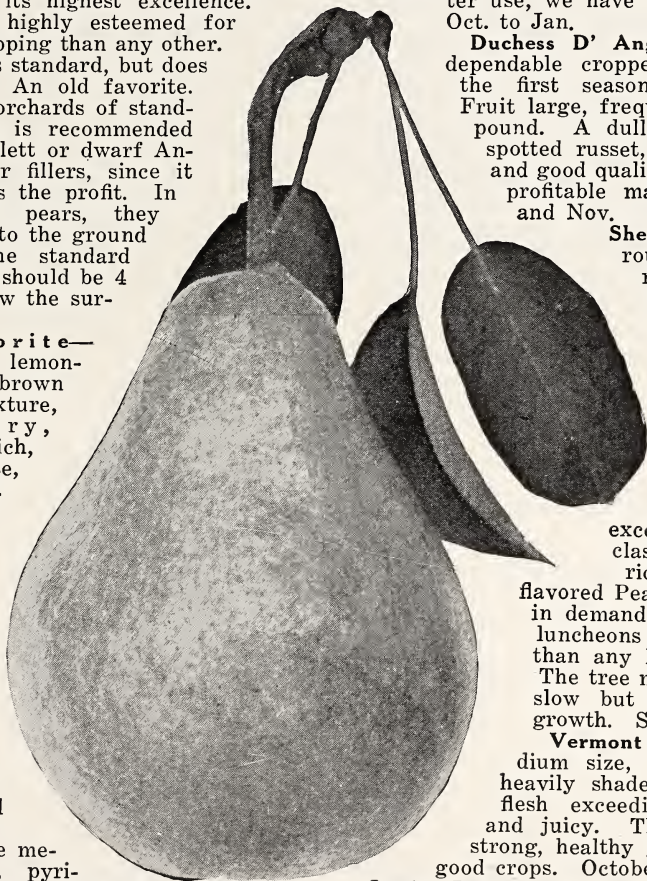 its highest excellence.
highly esteemed for
oping than any other.
s standard, but does
An old favorite.
orchards of stand-
is recommended
lett or dwarf An-
r fillers, since it
s the profit. In
pears, they
to the ground
ne standard
should be 4
w the sur-
orite—
lemon-
brown
xture,
ry,
ich,
e,
e me-
pyri-
ter use, we have
Oct. to Jan.
Duchess D' Ang
dependable croppe
the first season
Fruit large, freq
pound. A dull
spotted russet,
and good quali
profitable ma
and Nov.
She
rou
exce
clas
ric
flavored Pea
in demand
luncheons
than any
The tree
slow but
growth. S
Vermont
dium size,
heavily shade
flesh exceedi
and juicy. T
strong, healthy
good crops. Octobe